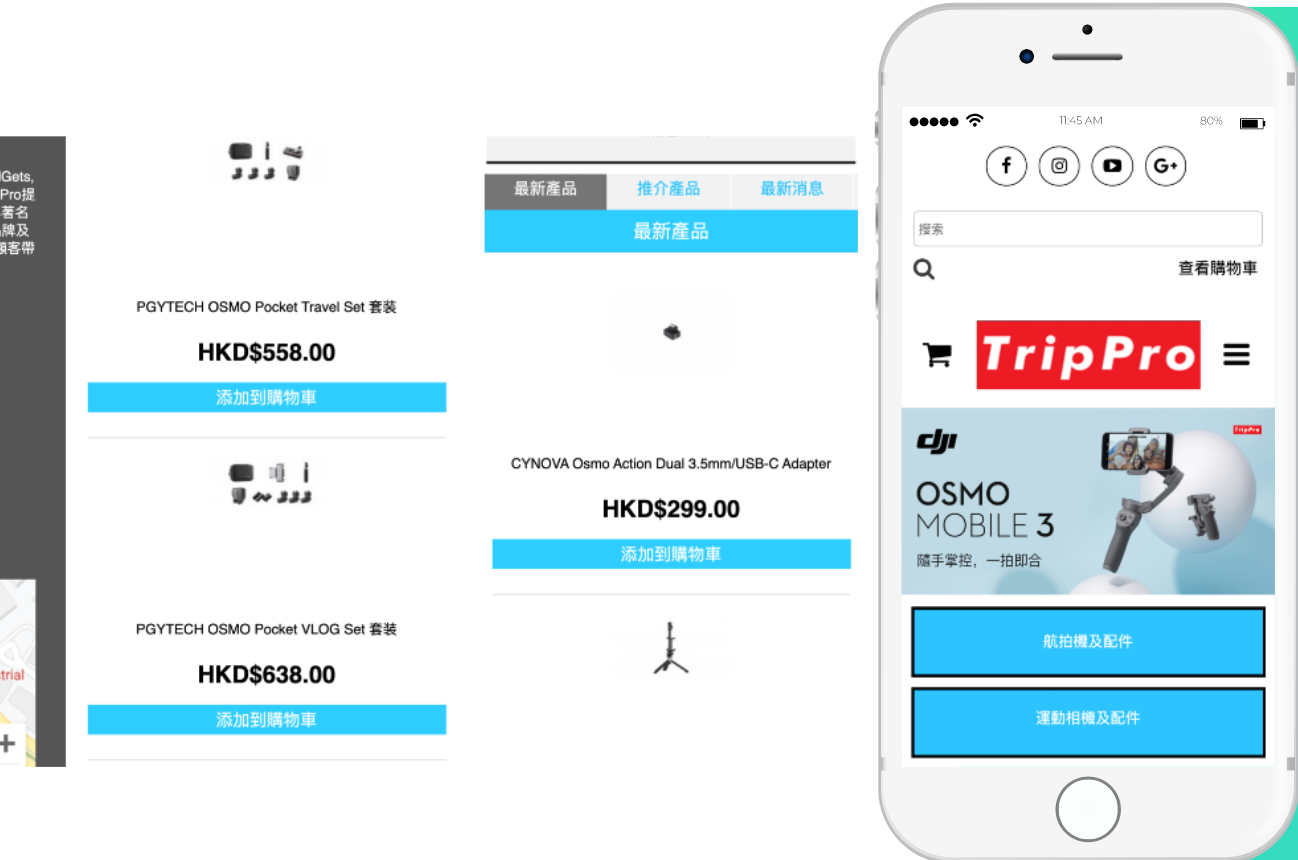 Gets,
Pro提
著名
牌及
顧客帶
trial
+
PGYTECH OSMO Pocket Travel Set 套装
HKD$558.00
添加到購物車
PGYTECH OSMO Pocket VLOG Set 套装
HKD$638.00
添加到購物車
最新產品 推介產品 最新消息
最新產品
CYNOVA Osmo Action Dual 3.5mm/USB-C Adapter
HKD$299.00
添加到購物車
11:45 AM 80%
f G+
搜索
查看購物車
TripPro
dji
TripPro
OSMO
MOBILE 3
隨手掌控，一拍即合
航拍機及配件
運動相機及配件